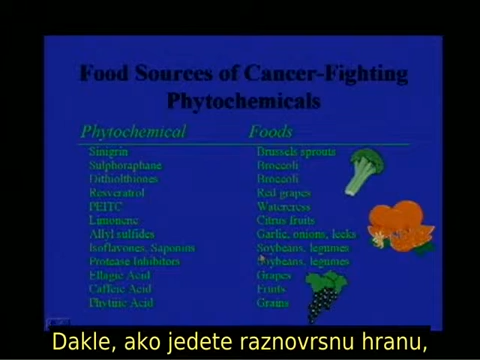 Food Sources of Cancer-Fighting
Phytochemicals
Phytochemical Foods
Sinigrin Brussels sprouts
Sulphoraphane Broccoli
Dithiolthiones Broccoli
Resveratrol Red grapes
PEITC Watercress
Limonene Citrus fruits
Allyl sulfides Garlic, onions, leeks
Isoflavones, Saponins Soybeans, legumes
Protease Inhibitors Soybeans, legumes
Ellagic Acid Grapes
Caffeic Acid Fruits
Phytic Acid Grains
Dakle, ako jedete raznovrsnu hranu,